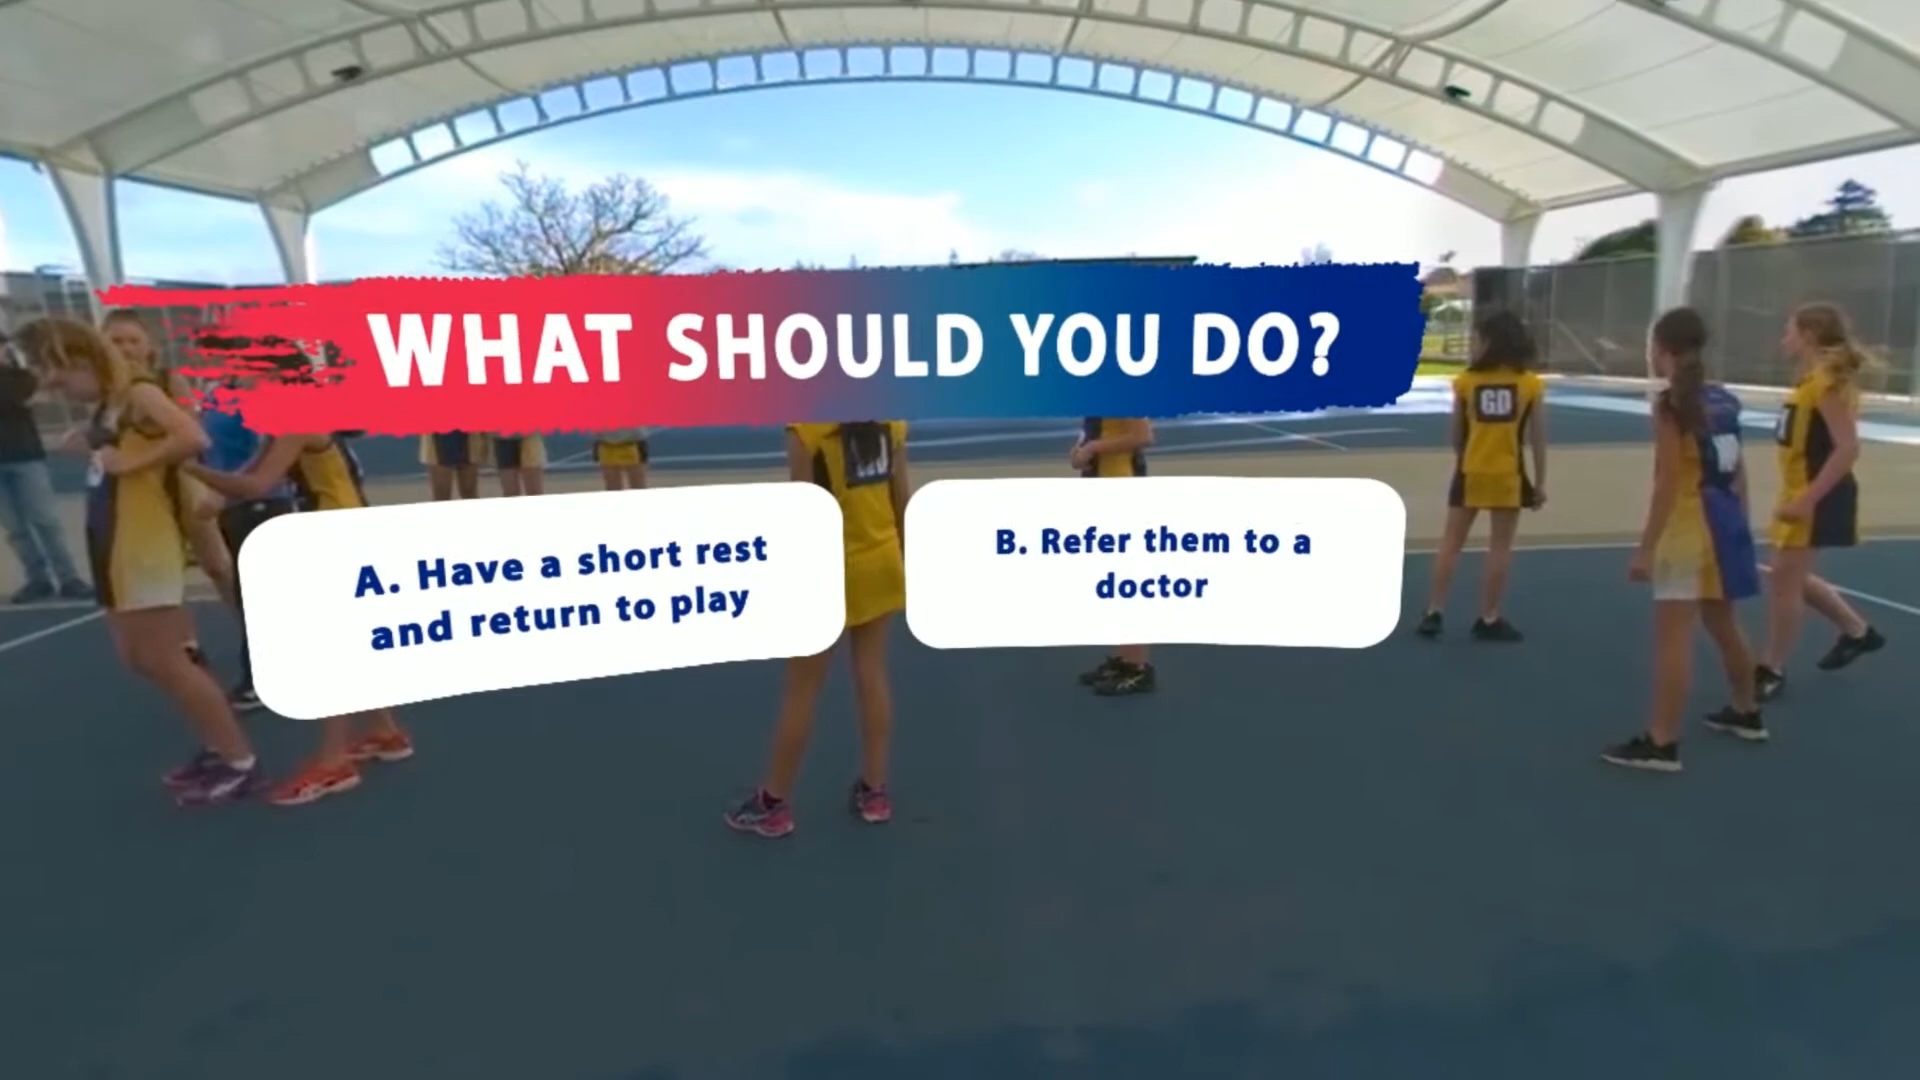 WHAT SHOULD YOU DO?
A. Have a short rest
and return to play
B. Refer them to a
doctor
GD